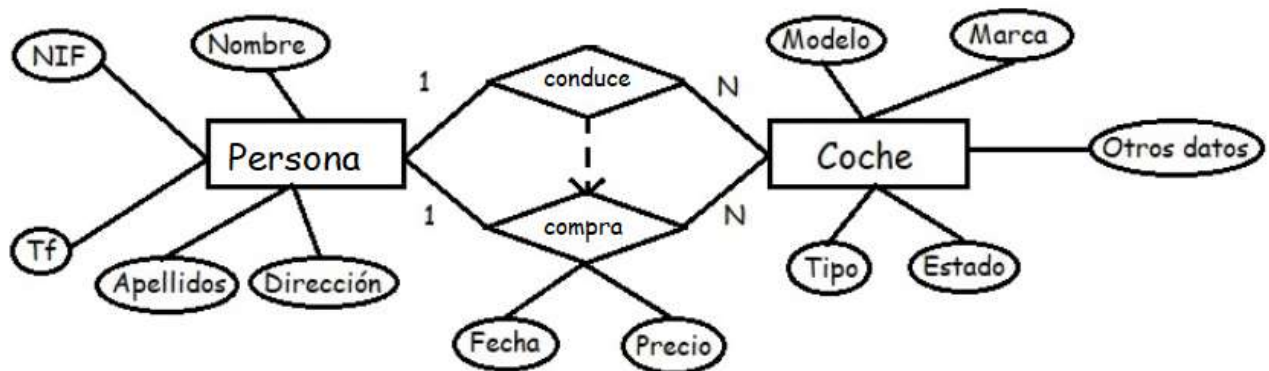 NIF
Nombre
Modelo
Marca
1
conduce
N
Persona
Coche
Otros datos
1
compra
N
Tf
Apellidos
Dirección
Tipo
Estado
Fecha
Precio